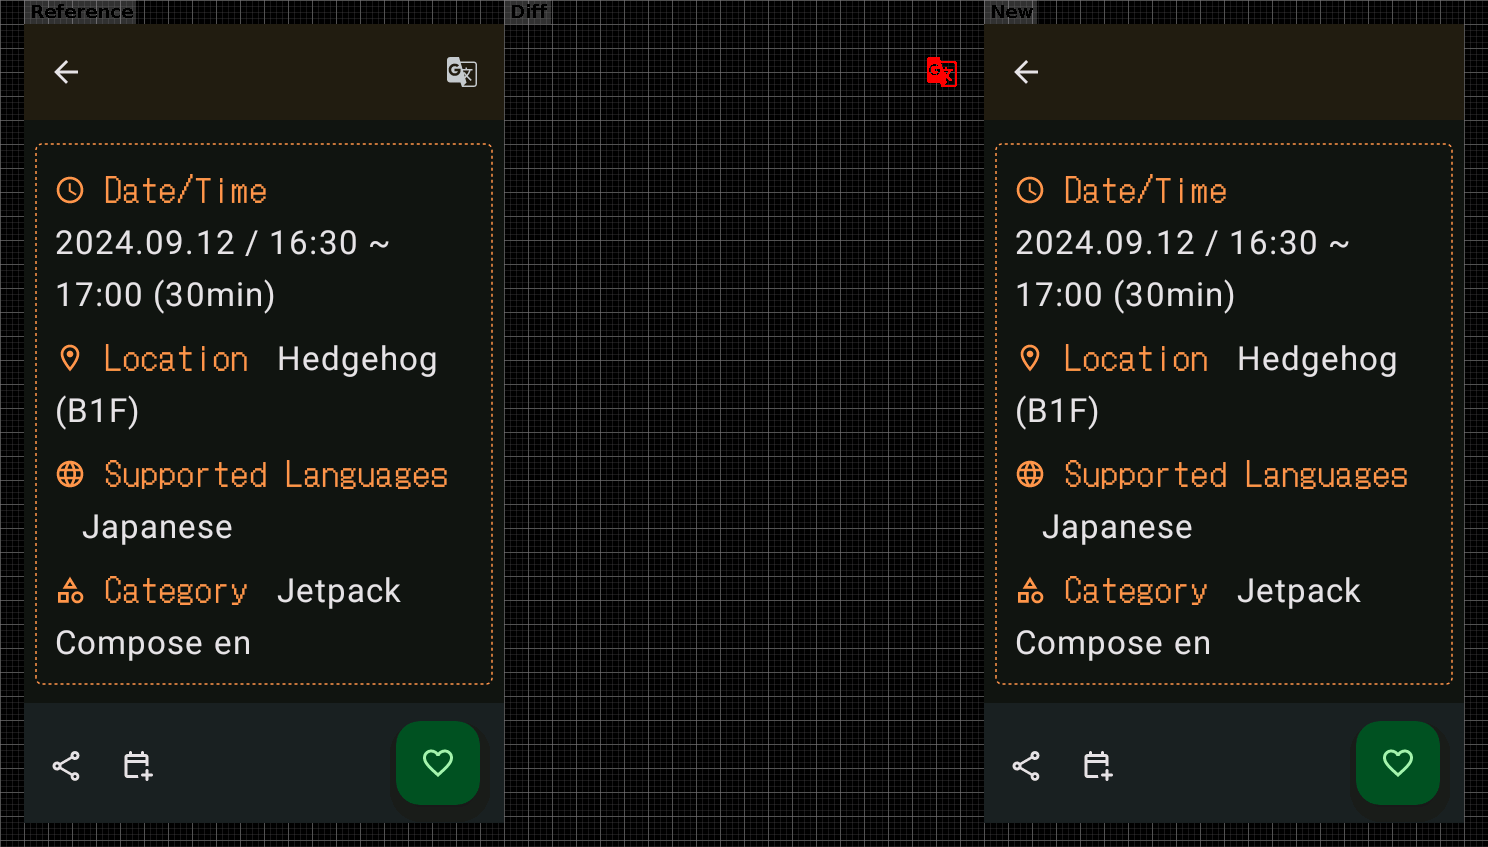 Reference
Diff
New
Date/Time
2024.09.12 / 16:30 ~
17:00 (30min)
Location Hedgehog
(B1F)
Supported Languages
Japanese
Category Jetpack
Compose en
Date/Time
2024.09.12 / 16:30 ~
17:00 (30min)
Location Hedgehog
(B1F)
Supported Languages
Japanese
Category Jetpack
Compose en